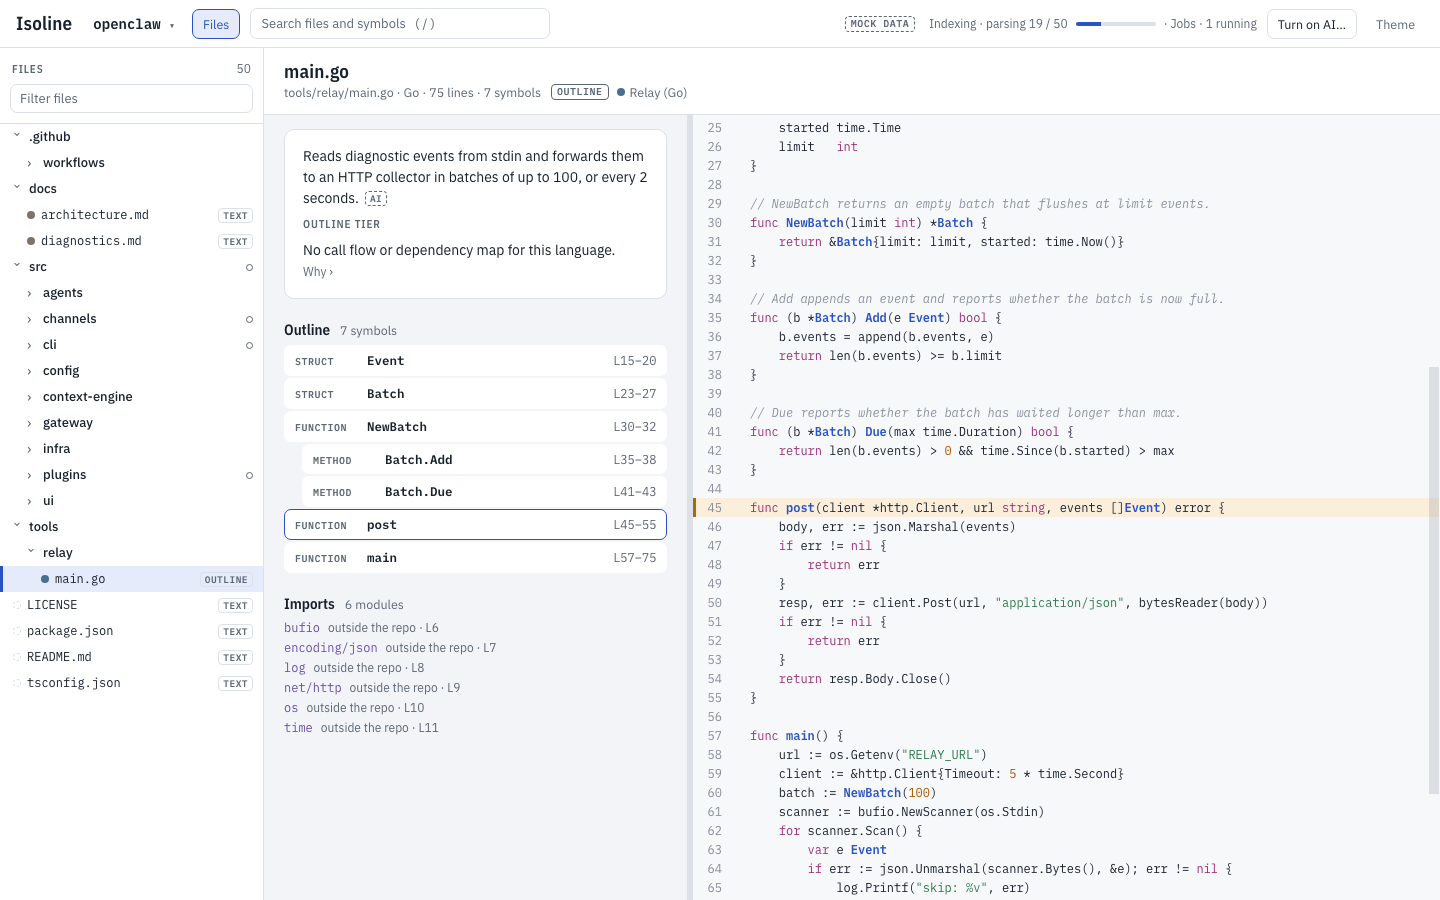 Isoline openclaw ▾ Files Search files and symbols (/) MOCK DATA Indexing · parsing 19 / 50 · Jobs · 1 running Turn on AI... Theme
FILES 50
Filter files
.github
workflows
docs
architecture.md TEXT
diagnostics.md TEXT
src
agents
channels
cli
config
context-engine
gateway
infra
plugins
ui
tools
relay
main.go OUTLINE
LICENSE TEXT
package.json TEXT
README.md TEXT
tsconfig.json TEXT
main.go
tools/relay/main.go · Go · 75 lines · 7 symbols OUTLINE Relay (Go)
Reads diagnostic events from stdin and forwards them
to an HTTP collector in batches of up to 100, or every 2
seconds. AI
OUTLINE TIER
No call flow or dependency map for this language.
Why ›
Outline 7 symbols
STRUCT Event L15–20
STRUCT Batch L23–27
FUNCTION NewBatch L30–32
METHOD Batch.Add L35–38
METHOD Batch.Due L41–43
FUNCTION post L45–55
FUNCTION main L57–75
Imports 6 modules
bufio outside the repo · L6
encoding/json outside the repo · L7
log outside the repo · L8
net/http outside the repo · L9
os outside the repo · L10
time outside the repo · L11
25 started time.Time
26 limit int
27 }
28
29 // NewBatch returns an empty batch that flushes at limit events.
30 func NewBatch(limit int) *Batch {
31 return &Batch{limit: limit, started: time.Now()}
32 }
33
34 // Add appends an event and reports whether the batch is now full.
35 func (b *Batch) Add(e Event) bool {
36 b.events = append(b.events, e)
37 return len(b.events) >= b.limit
38 }
39
40 // Due reports whether the batch has waited longer than max.
41 func (b *Batch) Due(max time.Duration) bool {
42 return len(b.events) > 0 && time.Since(b.started) > max
43 }
44
45 func post(client *http.Client, url string, events []Event) error {
46 body, err := json.Marshal(events)
47 if err != nil {
48 return err
49 }
50 resp, err := client.Post(url, "application/json", bytesReader(body))
51 if err != nil {
52 return err
53 }
54 return resp.Body.Close()
55 }
56
57 func main() {
58 url := os.Getenv("RELAY_URL")
59 client := &http.Client{Timeout: 5 * time.Second}
60 batch := NewBatch(100)
61 scanner := bufio.NewScanner(os.Stdin)
62 for scanner.Scan() {
63 var e Event
64 if err := json.Unmarshal(scanner.Bytes(), &e); err != nil {
65 log.Printf("skip: %v", err)